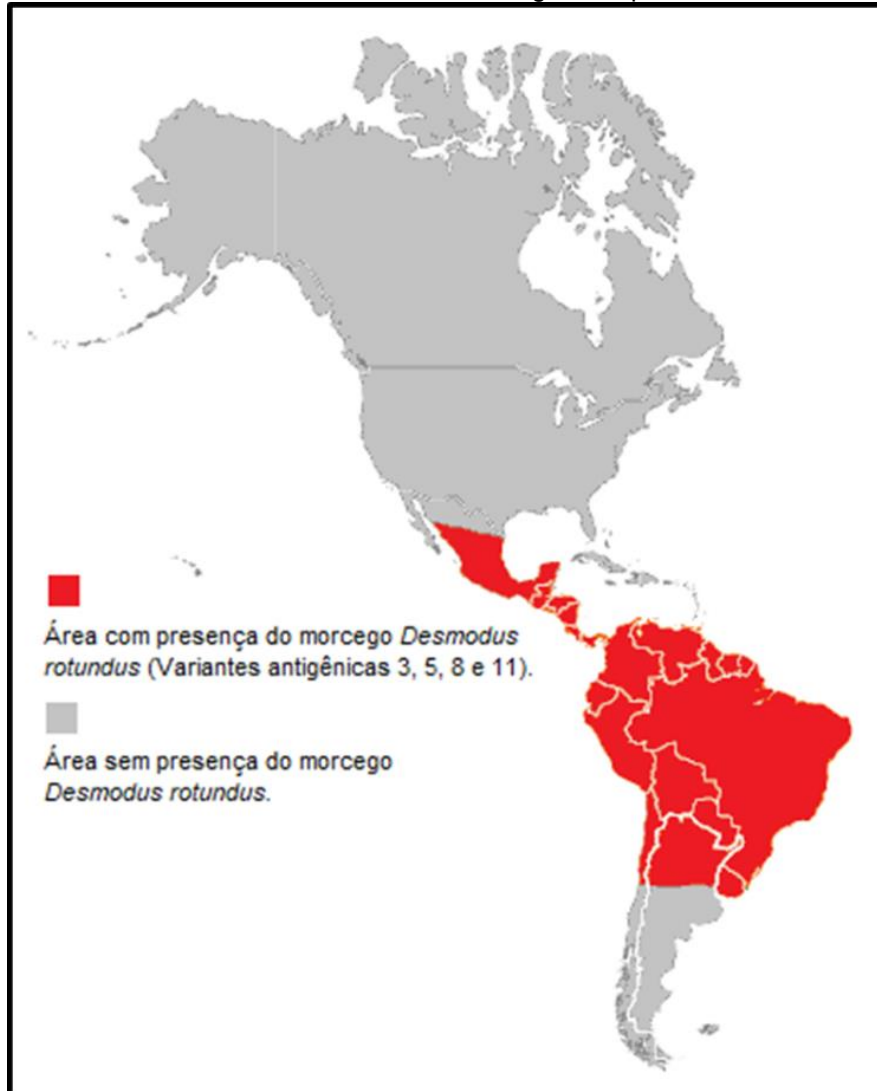 Área com presença do morcego Desmodus
rotundus (Variantes antigênicas 3, 5, 8 e 11).
Área sem presença do morcego
Desmodus rotundus.